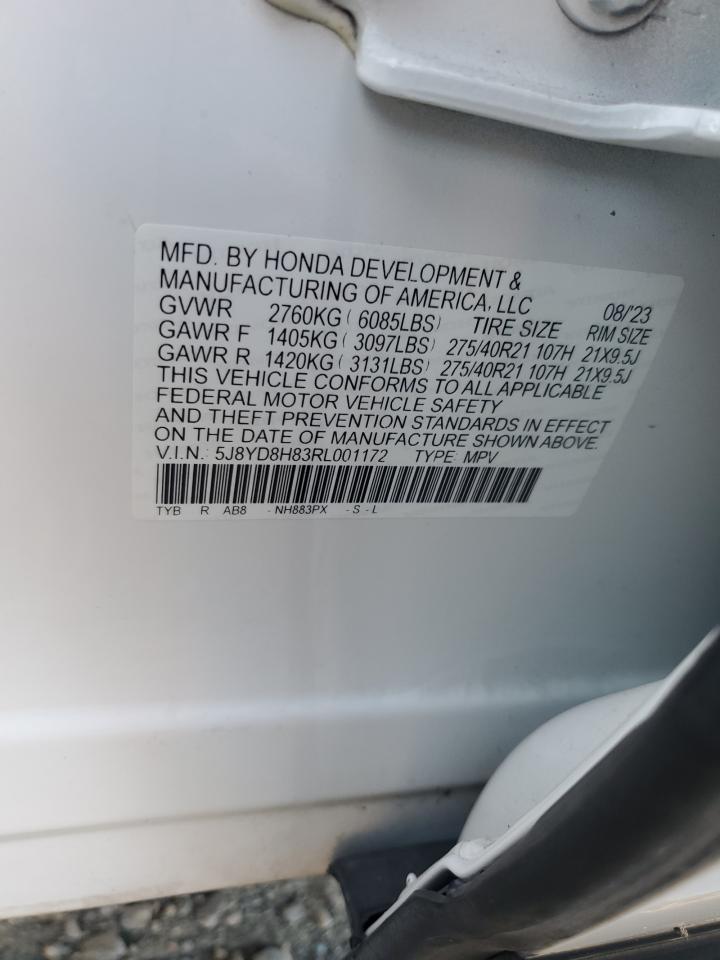 MFD. BY HONDA DEVELOPMENT &
MANUFACTURING OF AMERICA, LLC 08/'23
GVWR 2760KG ( 6085LBS) TIRE SIZE RIM SIZE
GAWR F 1405KG ( 3097LBS) 275/40R21 107H 21X9.5J
GAWR R 1420KG ( 3131LBS) 275/40R21 107H 21X9.5J
THIS VEHICLE CONFORMS TO ALL APPLICABLE
FEDERAL MOTOR VEHICLE SAFETY
AND THEFT PREVENTION STANDARDS IN EFFECT
ON THE DATE OF MANUFACTURE SHOWN ABOVE.
V.I.N.: 5J8YD8H83RL001172 TYPE: MPV
TYB R AB8 - NH883PX - S - L